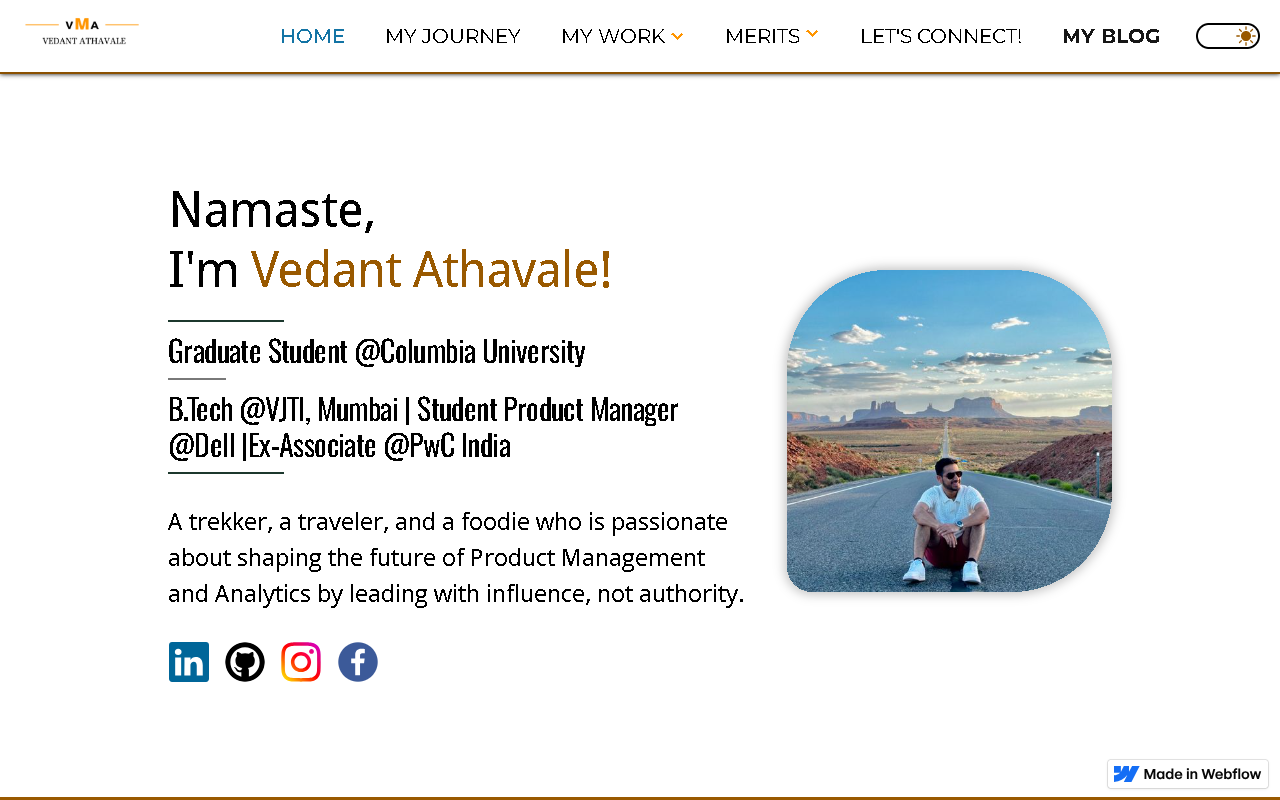 VMA
VEDANT ATHAVALE
HOME
MY JOURNEY
MY WORK
MERITS
LET'S CONNECT!
MY BLOG
Namaste,
I'm Vedant Athavale!
Graduate Student @Columbia University
B.Tech @VJTI, Mumbai | Student Product Manager
@Dell |Ex-Associate @PwC India
A trekker, a traveler, and a foodie who is passionate
about shaping the future of Product Management
and Analytics by leading with influence, not authority.
in
f
Made in Webflow